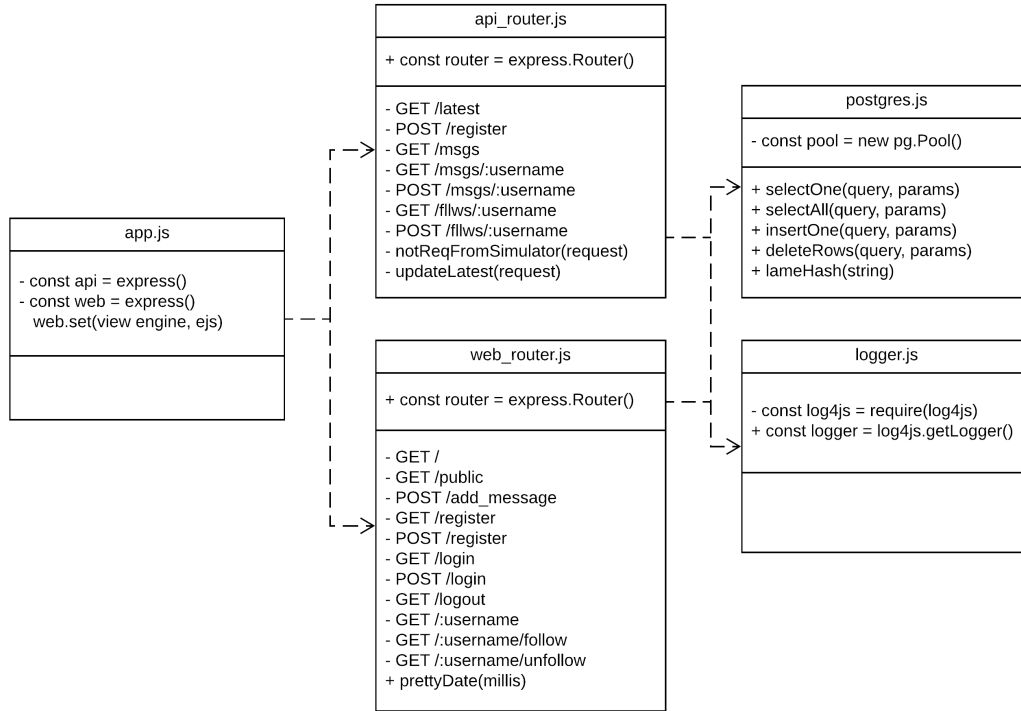 app.js
- const api = express()
- const web = express()
web.set(view engine, ejs)
api_router.js
+ const router = express.Router()
- GET /latest
- POST /register
- GET /msgs
- GET /msgs/:username
- POST /msgs/:username
- GET /fllws/:username
- POST /fllws/:username
- notReqFromSimulator(request)
- updateLatest(request)
web_router.js
+ const router = express.Router()
- GET /
- GET /public
- POST /add_message
- GET /register
- POST /register
- GET /login
- POST /login
- GET /logout
- GET /:username
- GET /:username/follow
- GET /:username/unfollow
+ prettyDate(millis)
postgres.js
- const pool = new pg.Pool()
+ selectOne(query, params)
+ selectAll(query, params)
+ insertOne(query, params)
+ deleteRows(query, params)
+ lameHash(string)
logger.js
- const log4js = require(log4js)
+ const logger = log4js.getLogger()